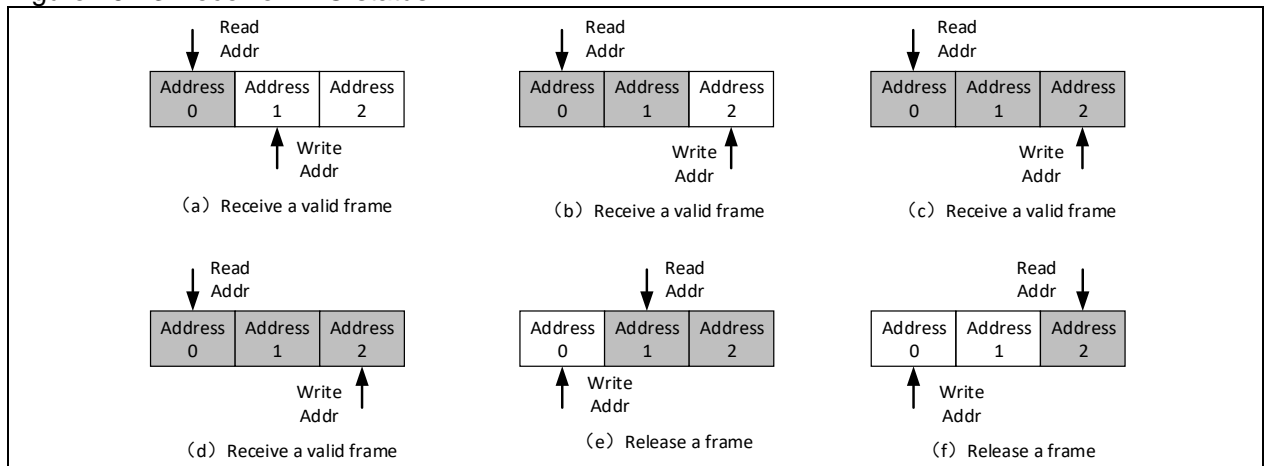 Read
Addr
Address 0
Address 1
Address 2
Write
Addr
(a) Receive a valid frame
Read
Addr
Address 0
Address 1
Address 2
Write
Addr
(b) Receive a valid frame
Read
Addr
Address 0
Address 1
Address 2
Write
Addr
(c) Receive a valid frame
Read
Addr
Address 0
Address 1
Address 2
Write
Addr
(d) Receive a valid frame
Read
Addr
Address 0
Address 1
Address 2
Write
Addr
(e) Release a frame
Read
Addr
Address 0
Address 1
Address 2
Write
Addr
(f) Release a frame